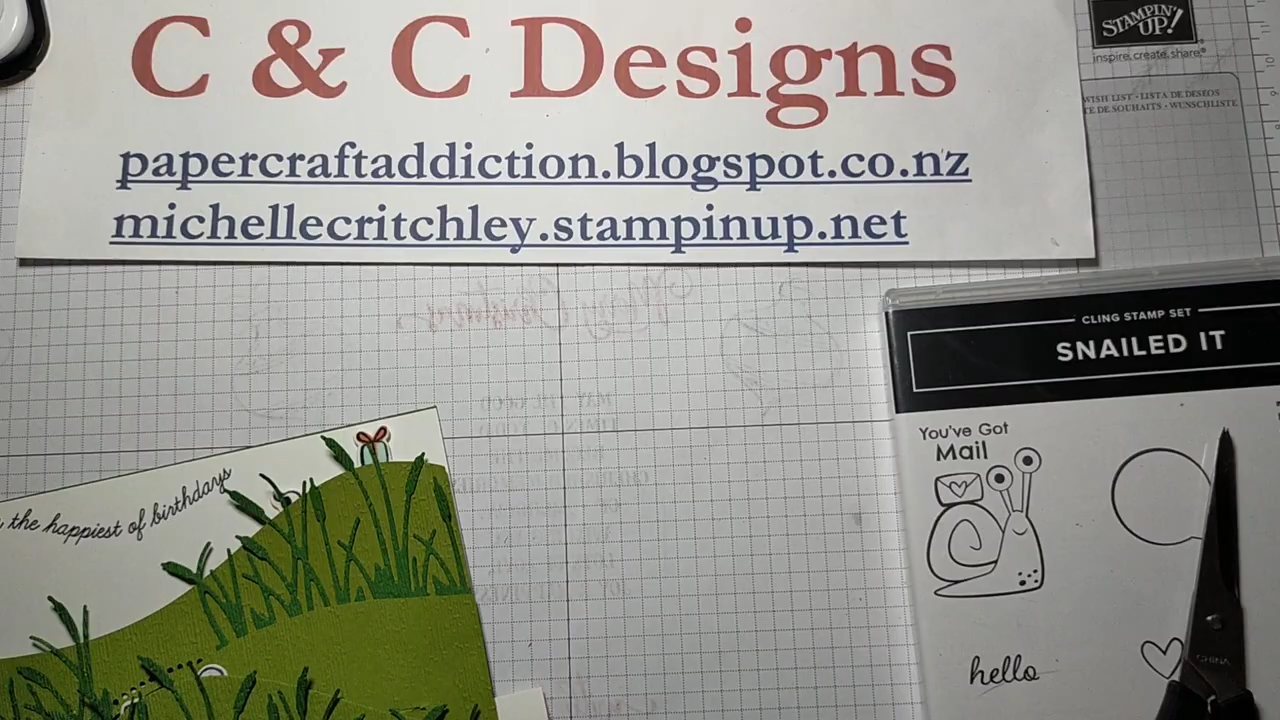 C & C Designs
papercraftaddiction.blogspot.co.nz
michellecritchley.stampinup.net
STAMPIN' UP!
inspire.create.share.®
WISH LIST • LISTA DE DESEOS
DE SOUHAITS • WUNSCHLISTE
CLING STAMP SET
SNAILED IT
You've Got
Mail
hello
the happiest of birthdays
CHINA